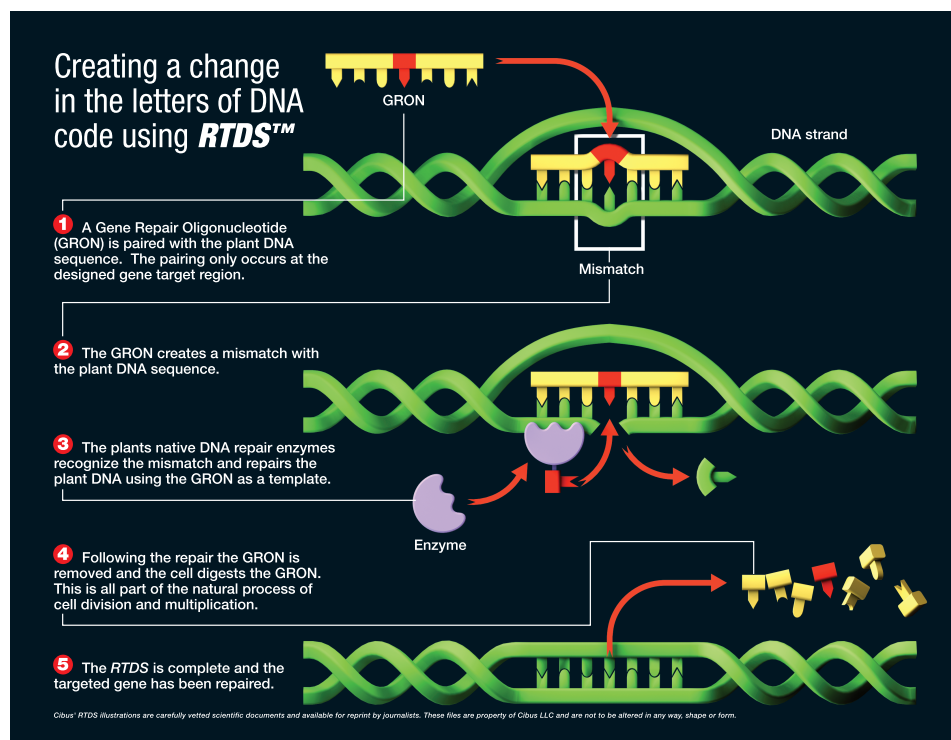 Creating a change
in the letters of DNA
code using RTDS™
GRON
DNA strand
Mismatch
1 A Gene Repair Oligonucleotide
(GRON) is paired with the plant DNA
sequence. The pairing only occurs at the
designed gene target region.
2 The GRON creates a mismatch with
the plant DNA sequence.
3 The plants native DNA repair enzymes
recognize the mismatch and repairs the
plant DNA using the GRON as a template.
Enzyme
4 Following the repair the GRON is
removed and the cell digests the GRON.
This is all part of the natural process of
cell division and multiplication.
5 The RTDS is complete and the
targeted gene has been repaired.
Cibus' RTDS illustrations are carefully vetted scientific documents and available for reprint by journalists. These files are property of Cibus LLC and are not to be altered in any way, shape or form.